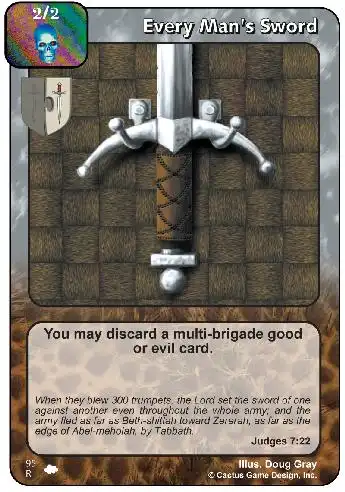 2/2
Every Man's Sword
You may discard a multi-brigade good
or evil card.
When they blew 300 trumpets, the Lord set the sword of one
against another even throughout the whole army; and the
army fled as far as Beth-shittah toward Zererah, as far as the
edge of Abel-meholah, by Tabbath.
Judges 7:22
Illus. Doug Gray
© Cactus Game Design, Inc.
R